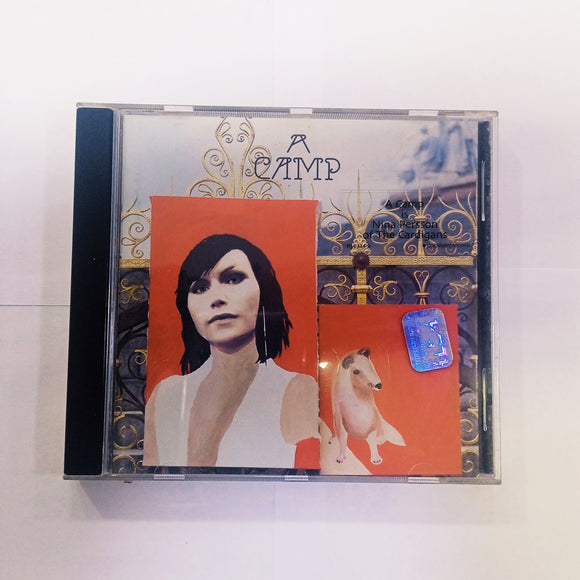 A
CAMP
A Camp
is
Nina Persson
of The Cardigans